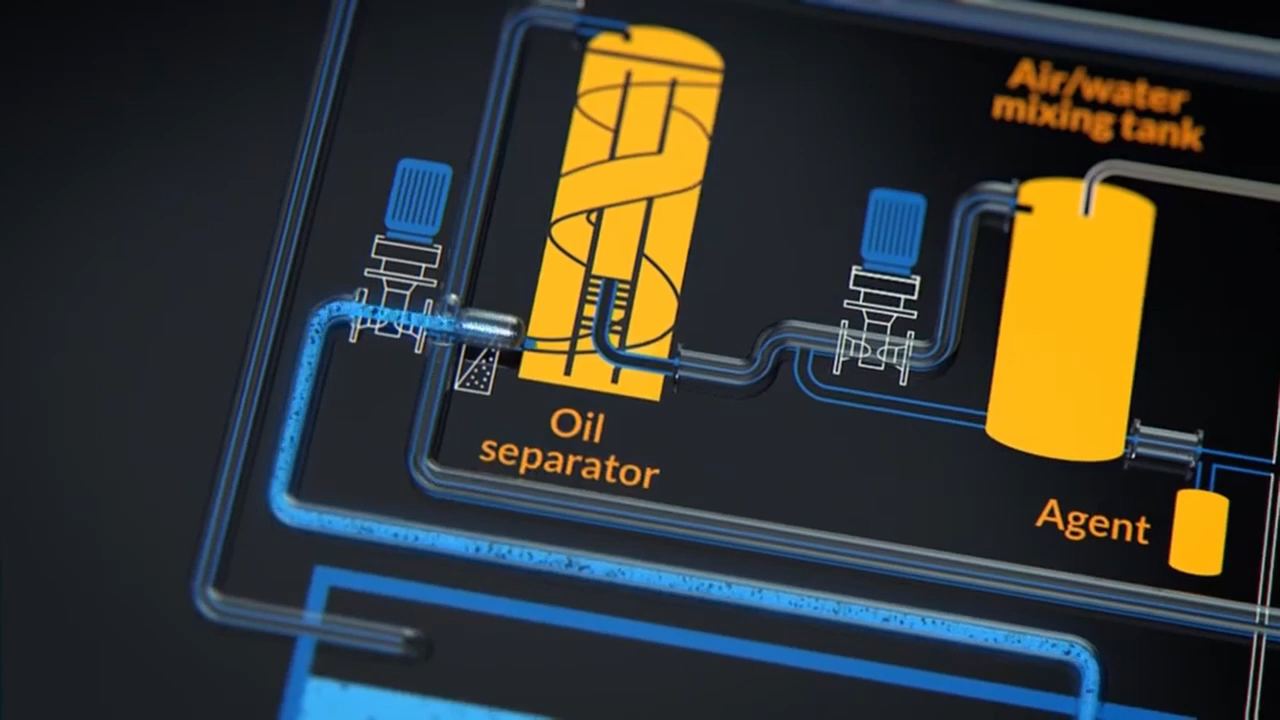 Air/water
mixing tank
Oil
separator
Agent